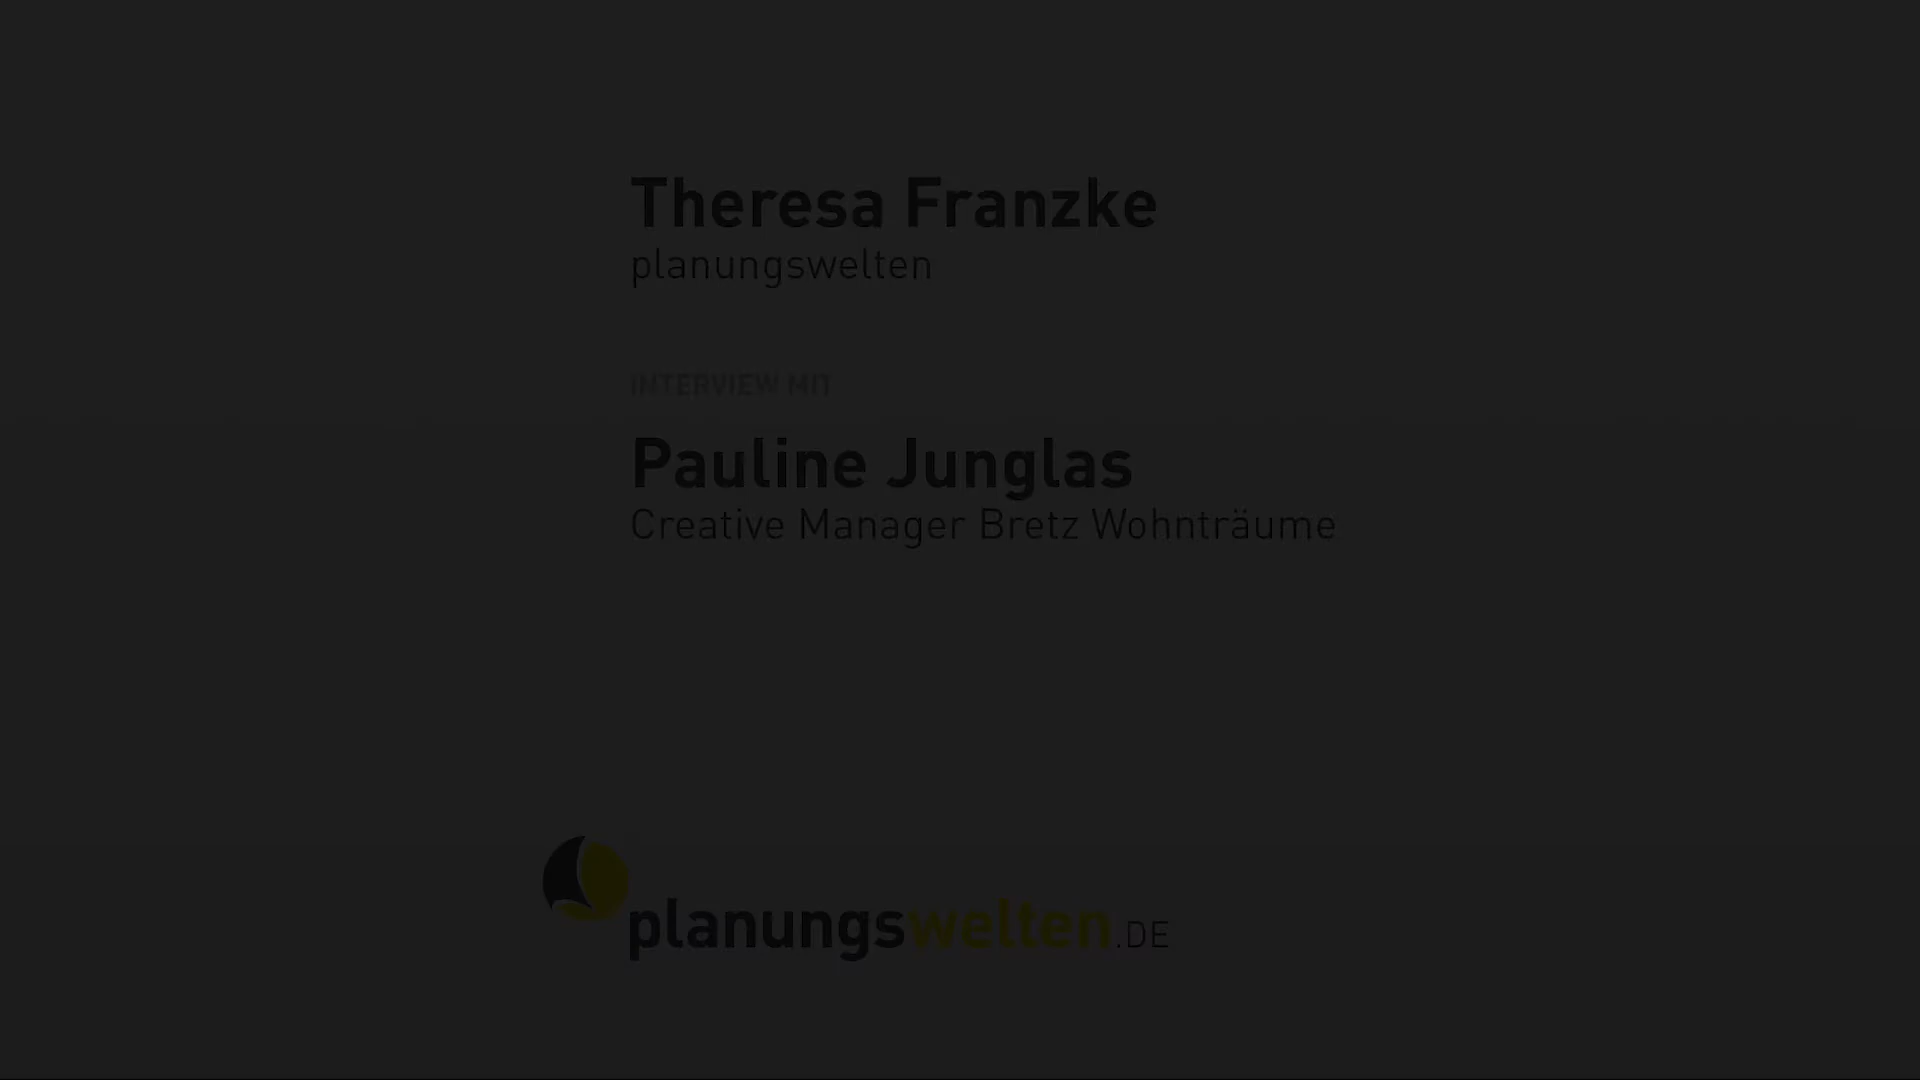 Theresa Franzke
planungswelten
INTERVIEW MIT
Pauline Junglas
Creative Manager Bretz Wohnträume
planungswelten.DE